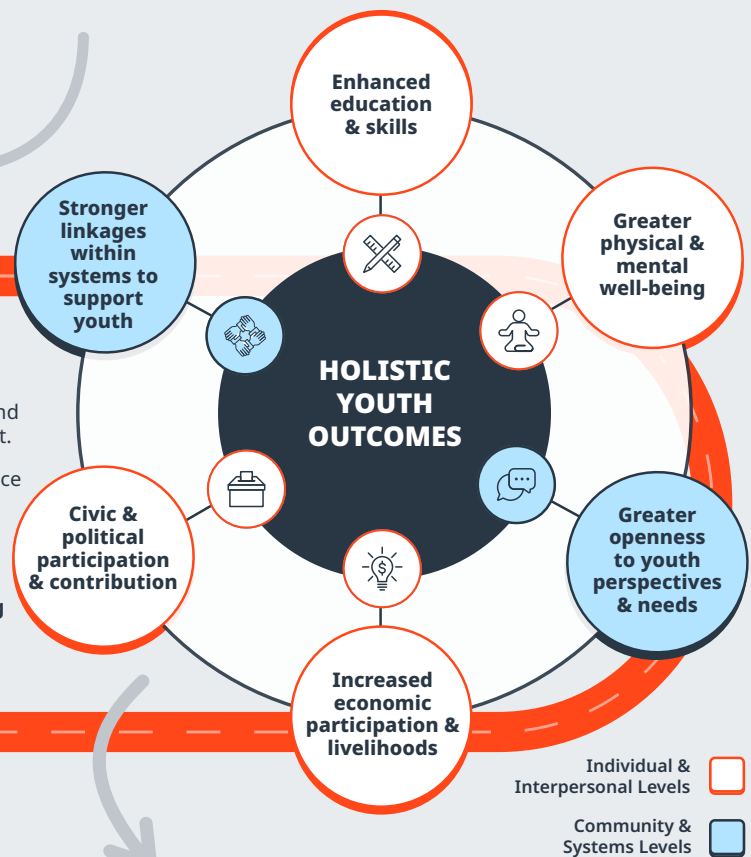 Enhanced
education
& skills
Stronger
linkages
within
systems to
support
youth
Greater
physical &
mental
well-being
HOLISTIC
YOUTH
OUTCOMES
Civic &
political
participation
& contribution
Greater
openness
to youth
perspectives
& needs
$
Increased
economic
participation &
livelihoods
Individual &
Interpersonal Levels
Community &
Systems Levels